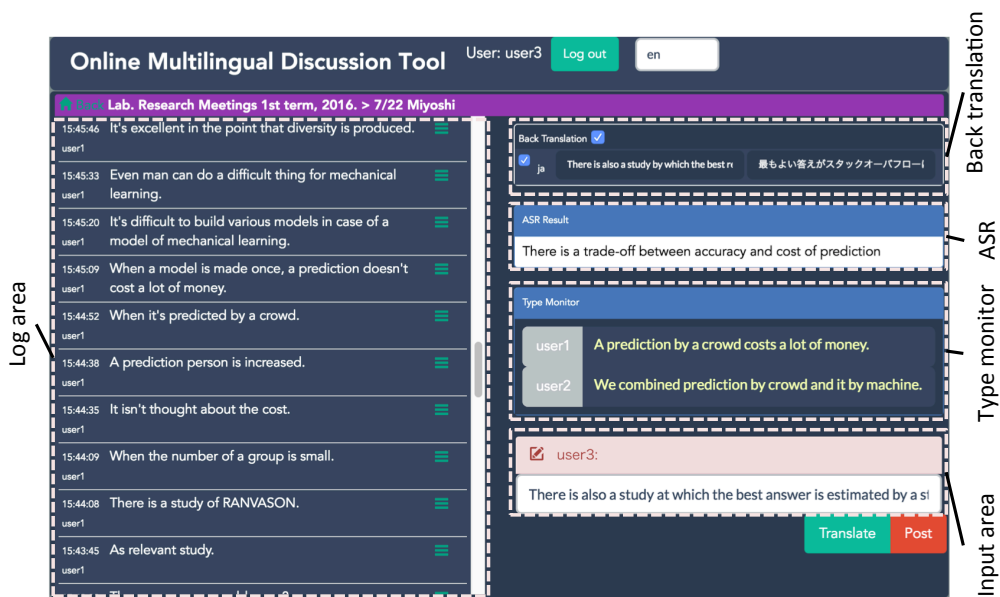 Online Multilingual Discussion Tool
User: user3
Log out
en
Back Lab. Research Meetings 1st term, 2016. > 7/22 Miyoshi
15:45:46 It's excellent in the point that diversity is produced.
user1
15:45:33 Even man can do a difficult thing for mechanical
learning.
user1
15:45:20 It's difficult to build various models in case of a
user1 model of mechanical learning.
15:45:09 When a model is made once, a prediction doesn't
user1 cost a lot of money.
15:44:52 When it's predicted by a crowd.
user1
15:44:38 A prediction person is increased.
user1
15:44:35 It isn't thought about the cost.
user1
15:44:09 When the number of a group is small.
user1
15:44:08 There is a study of RANVASON.
user1
15:43:45 As relevant study.
user1
Back Translation
ja There is also a study by which the best 最もよい答えがスタックオーバフロー
ASR Result
There is a trade-off between accuracy and cost of prediction
Type Monitor
user1 A prediction by a crowd costs a lot of money.
user2 We combined prediction by crowd and it by machine.
user3:
There is also a study at which the best answer is estimated by a
Translate
Post
Log area
Back translation
ASR
Type monitor
Input area